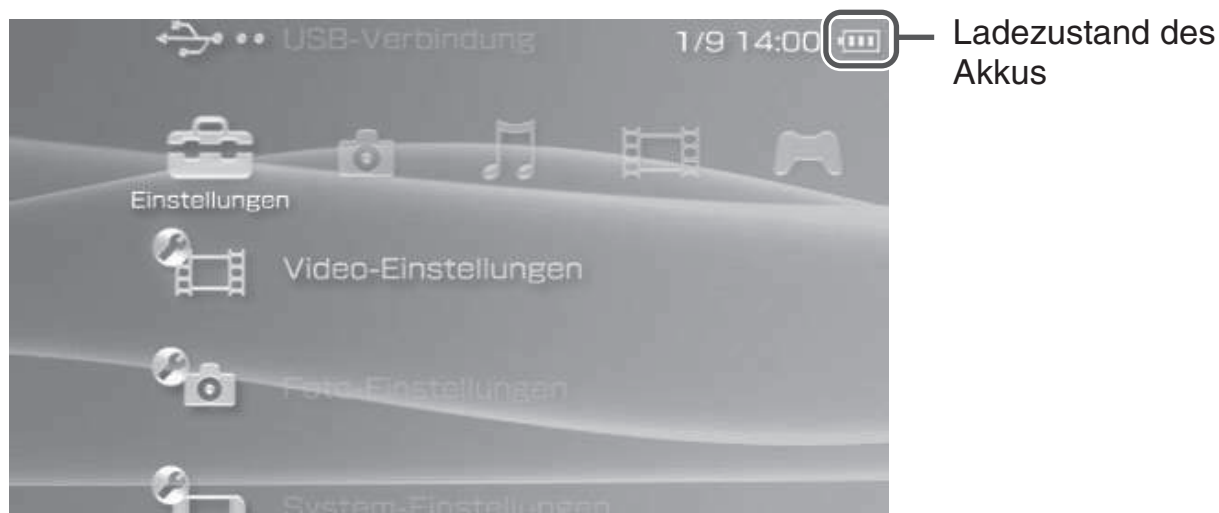 USB-Verbindung
1/9 14:00
Ladezustand des
Akkus
Einstellungen
Video-Einstellungen
Foto-Einstellungen
System-Einstellungen